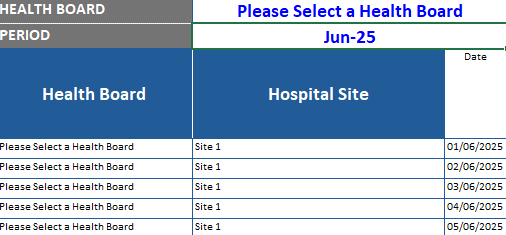 HEALTH BOARD Please Select a Health Board
PERIOD Jun-25
Health Board Hospital Site Date
Please Select a Health Board Site 1 01/06/2025
Please Select a Health Board Site 1 02/06/2025
Please Select a Health Board Site 1 03/06/2025
Please Select a Health Board Site 1 04/06/2025
Please Select a Health Board Site 1 05/06/2025